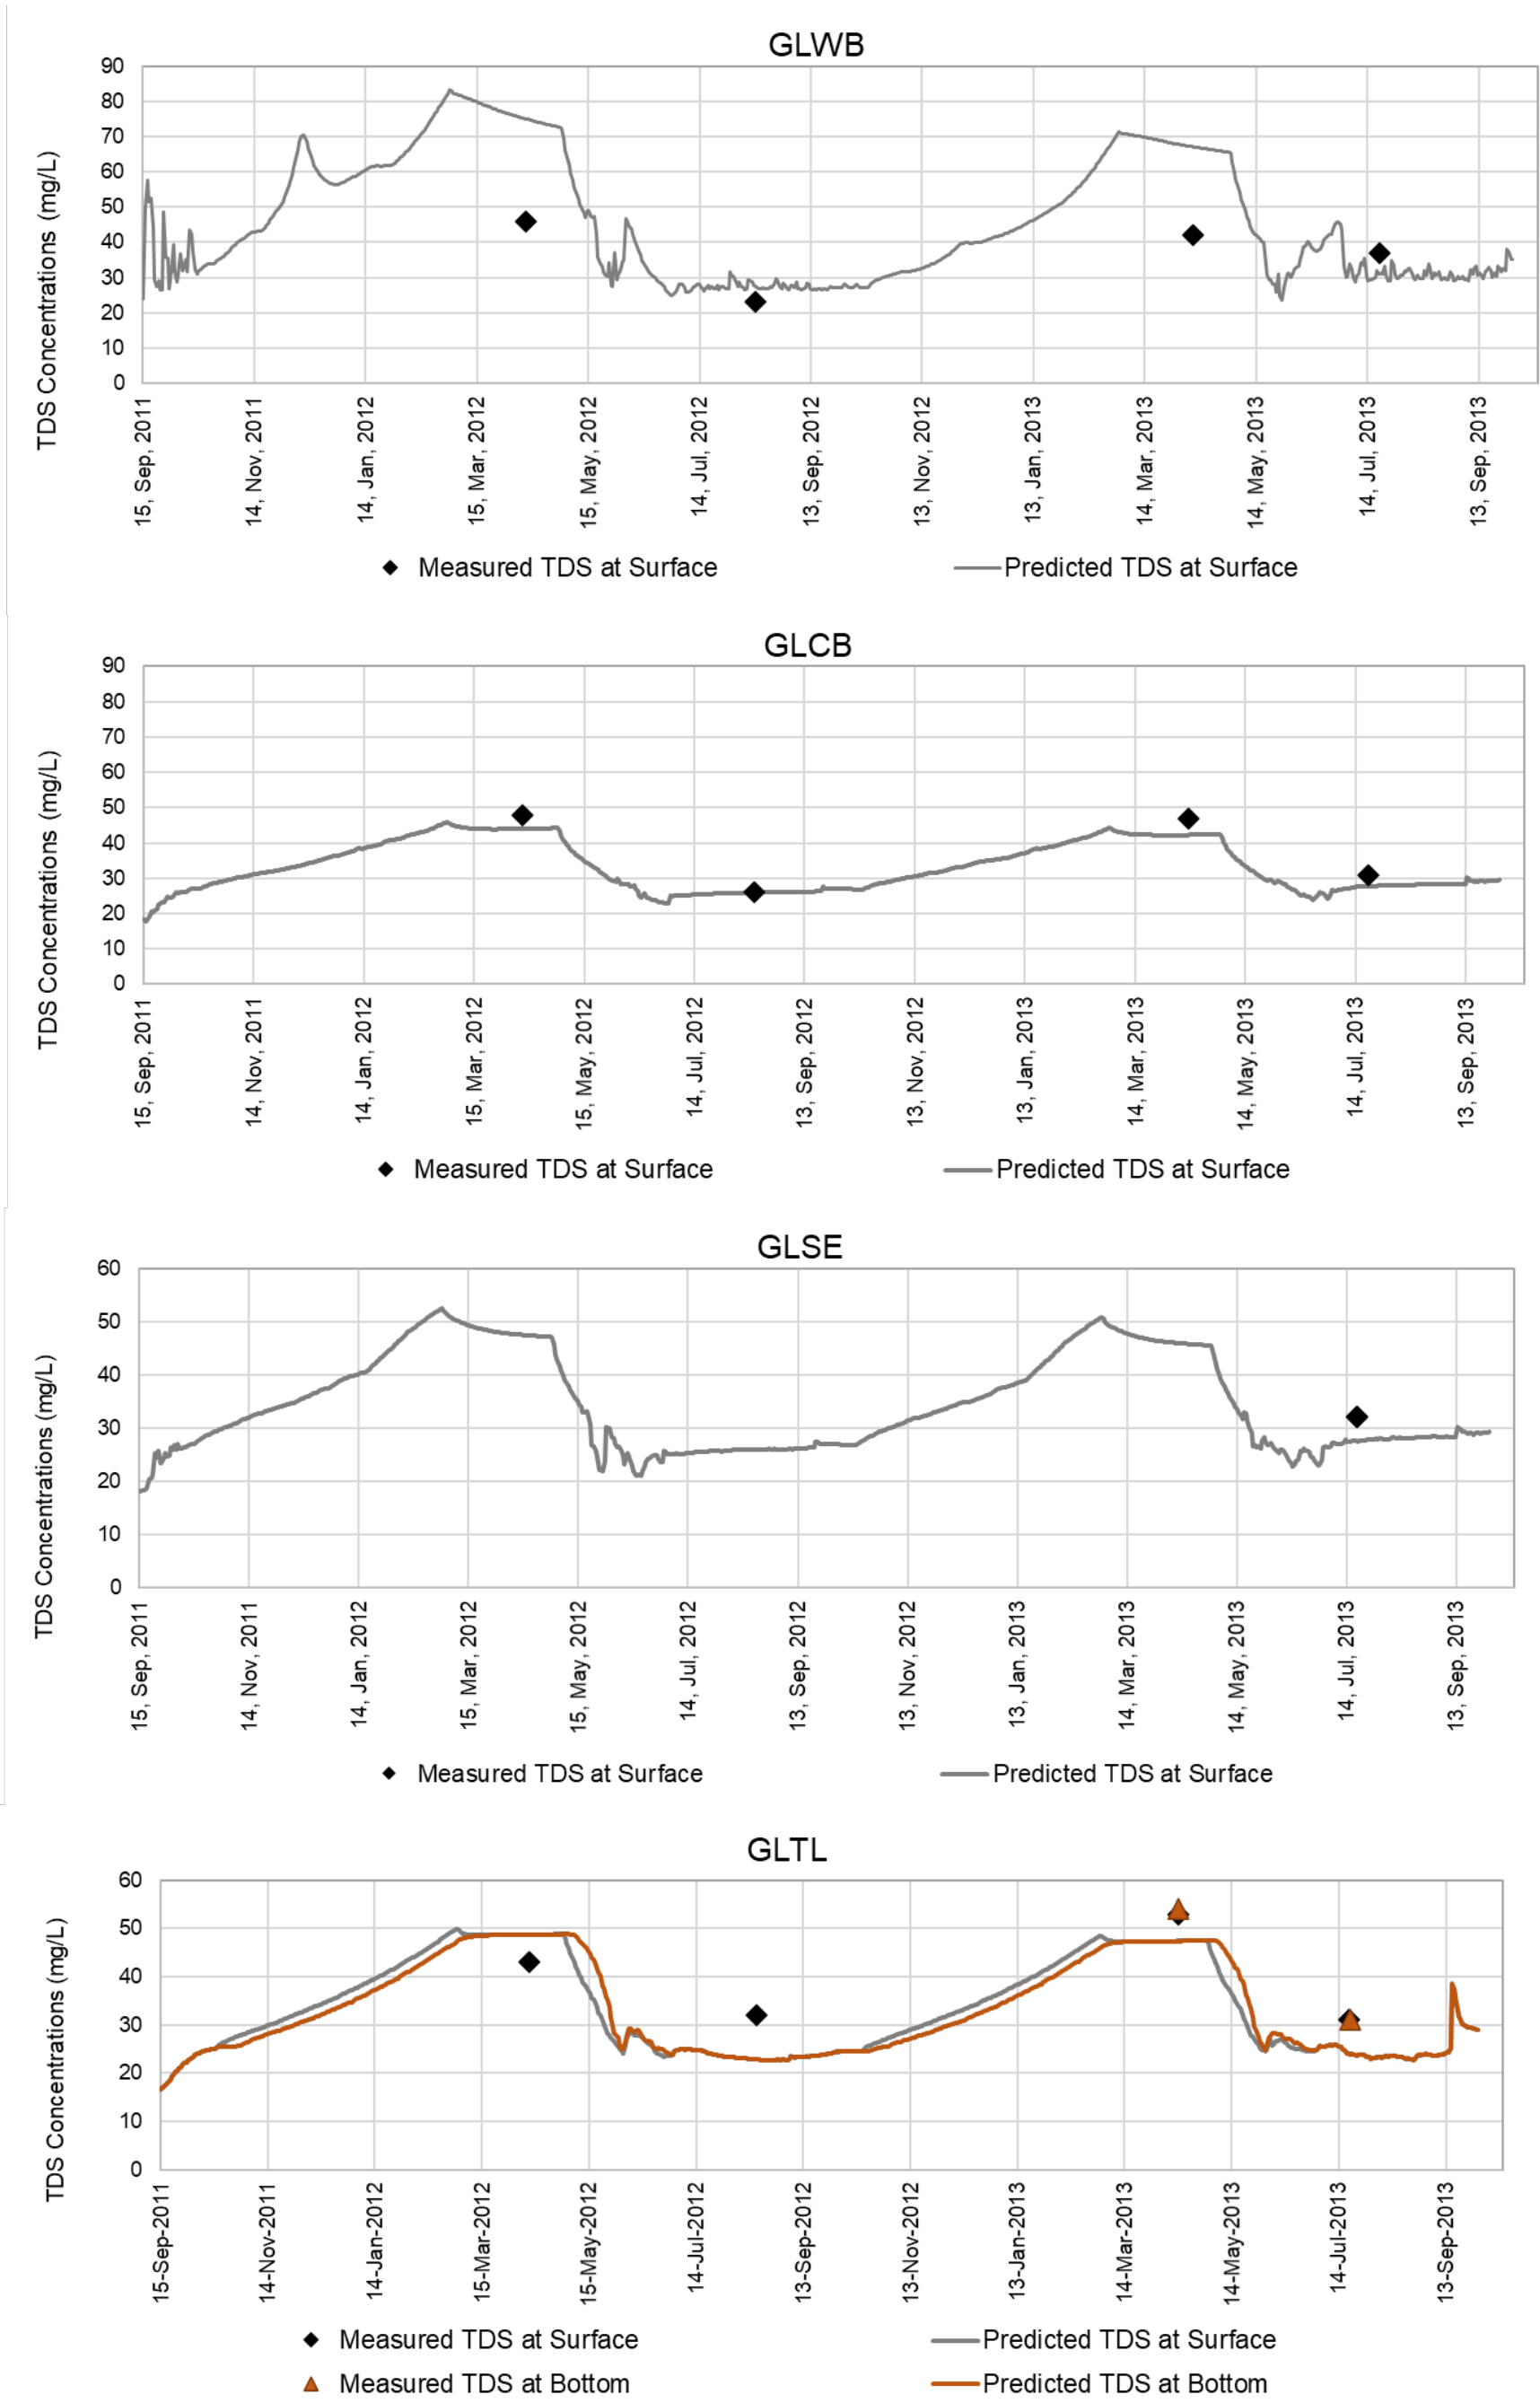 GLWB
TDS Concentrations (mg/L)
90
80
70
60
50
40
30
20
10
0
15, Sep, 2011
14, Nov, 2011
14, Jan, 2012
15, Mar, 2012
15, May, 2012
14, Jul, 2012
13, Sep, 2012
13, Nov, 2012
13, Jan, 2013
14, Mar, 2013
14, May, 2013
14, Jul, 2013
13, Sep, 2013
Measured TDS at Surface
Predicted TDS at Surface
GLCB
TDS Concentrations (mg/L)
90
80
70
60
50
40
30
20
10
0
15, Sep, 2011
14, Nov, 2011
14, Jan, 2012
15, Mar, 2012
15, May, 2012
14, Jul, 2012
13, Sep, 2012
13, Nov, 2012
13, Jan, 2013
14, Mar, 2013
14, May, 2013
14, Jul, 2013
13, Sep, 2013
Measured TDS at Surface
Predicted TDS at Surface
GLSE
TDS Concentrations (mg/L)
60
50
40
30
20
10
0
15, Sep, 2011
14, Nov, 2011
14, Jan, 2012
15, Mar, 2012
15, May, 2012
14, Jul, 2012
13, Sep, 2012
13, Nov, 2012
13, Jan, 2013
14, Mar, 2013
14, May, 2013
14, Jul, 2013
13, Sep, 2013
Measured TDS at Surface
Predicted TDS at Surface
GLTL
TDS Concentrations (mg/L)
60
50
40
30
20
10
0
15-Sep-2011
14-Nov-2011
14-Jan-2012
15-Mar-2012
15-May-2012
14-Jul-2012
13-Sep-2012
13-Nov-2012
13-Jan-2013
14-Mar-2013
14-May-2013
14-Jul-2013
13-Sep-2013
Measured TDS at Surface
Predicted TDS at Surface
Measured TDS at Bottom
Predicted TDS at Bottom